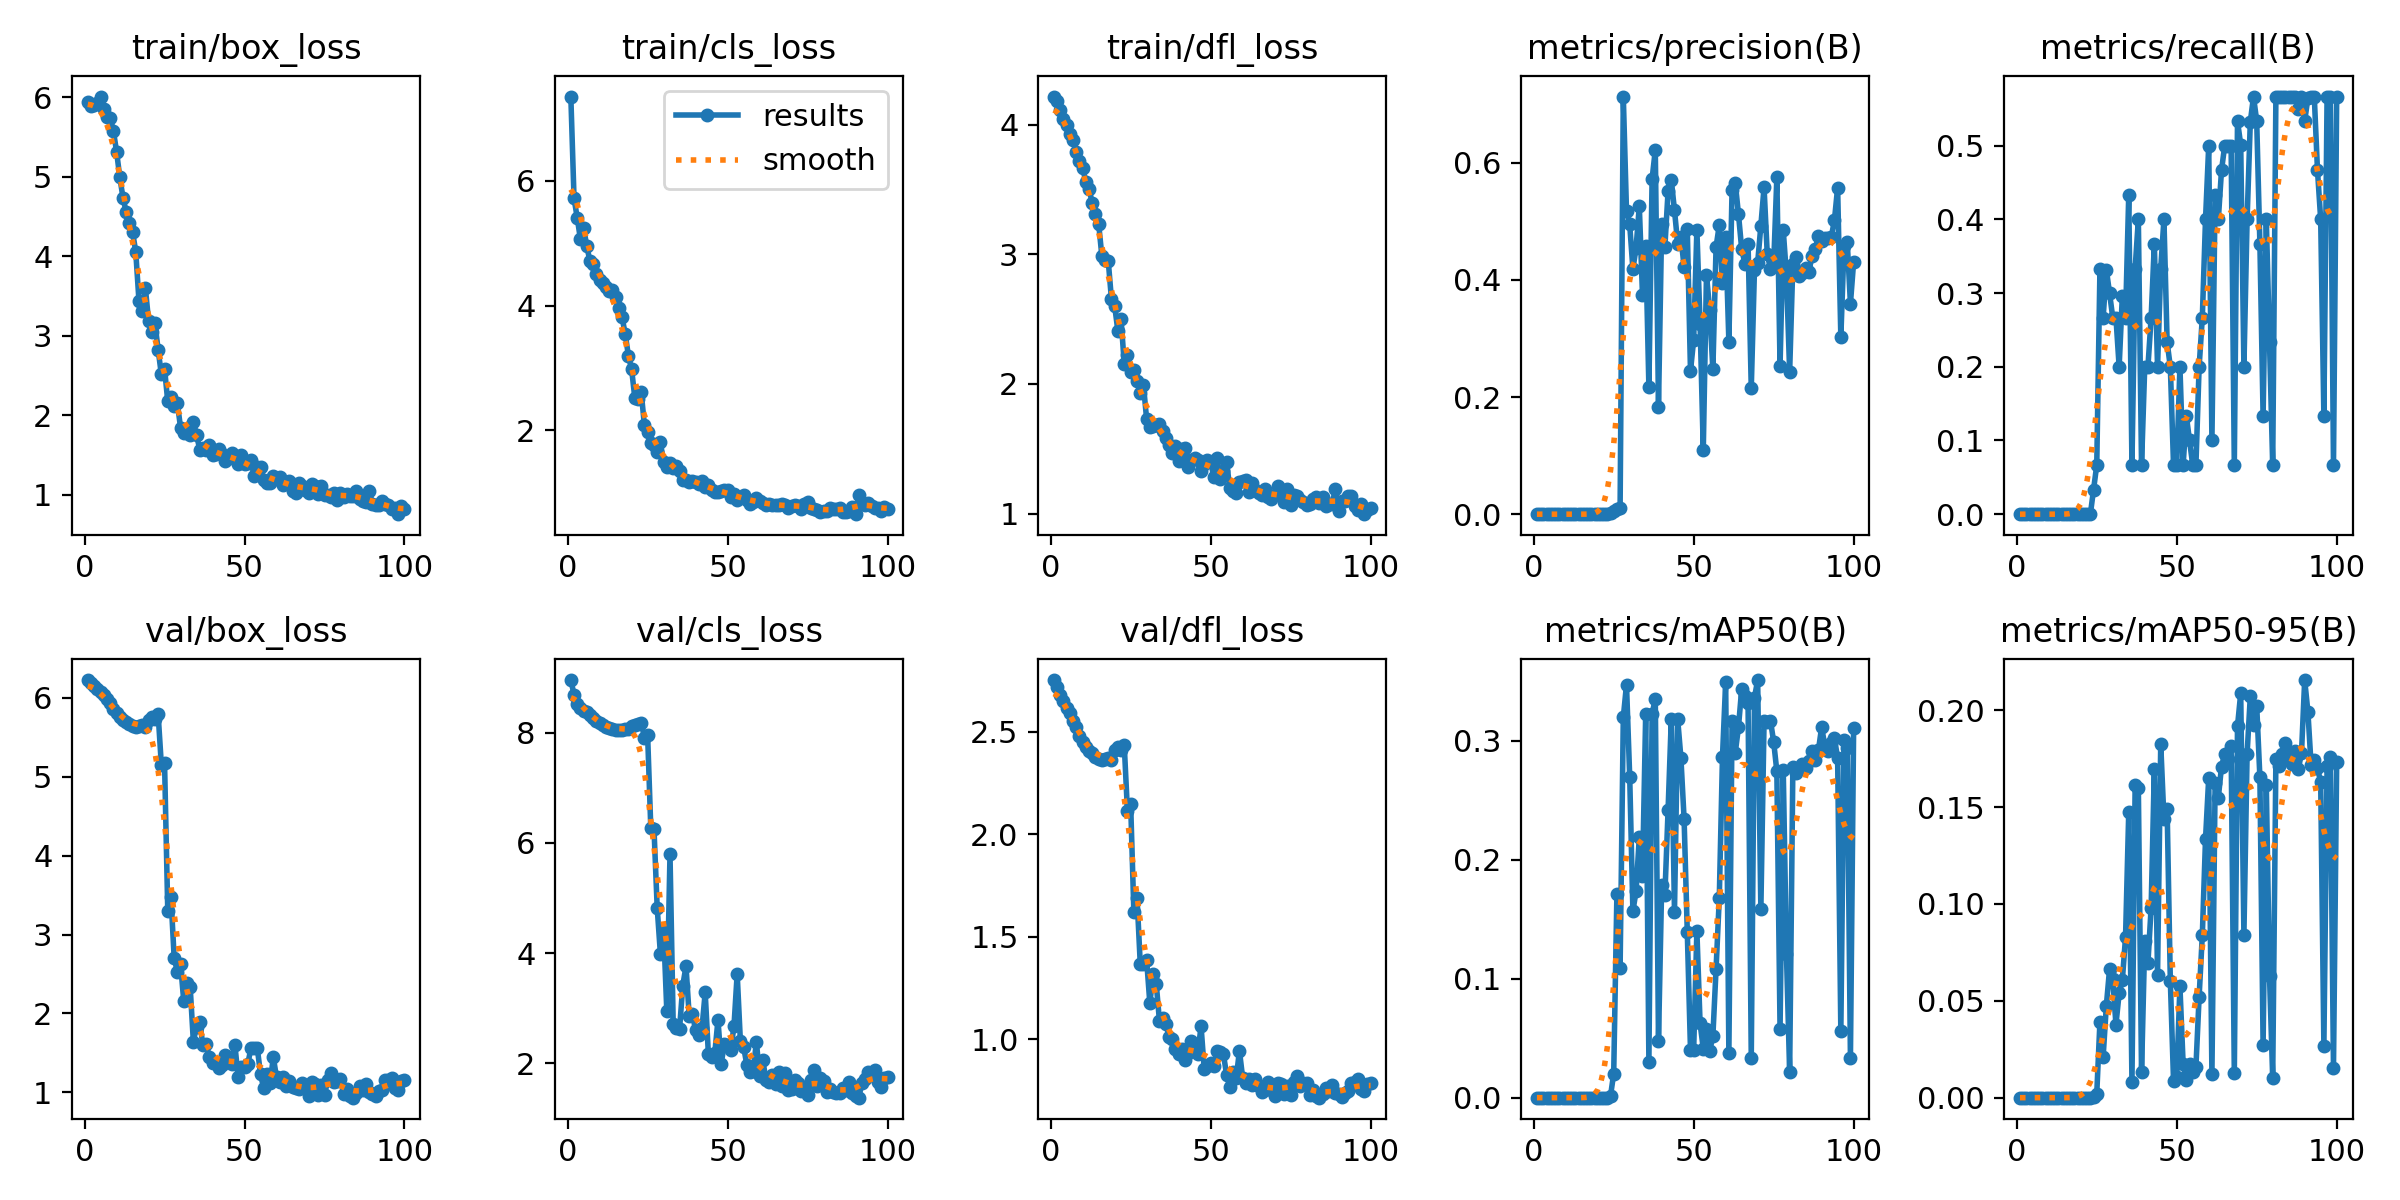 train/box_loss
train/cls_loss
train/dfl_loss
metrics/precision(B)
metrics/recall(B)
6
5
4
3
2
1
0 50 100
results
smooth
6
4
2
0 50 100
4
3
2
1
0 50 100
0.6
0.4
0.2
0.0
0 50 100
0.5
0.4
0.3
0.2
0.1
0.0
0 50 100
val/box_loss
val/cls_loss
val/dfl_loss
metrics/mAP50(B)
metrics/mAP50-95(B)
6
5
4
3
2
1
0 50 100
8
6
4
2
0 50 100
2.5
2.0
1.5
1.0
0 50 100
0.3
0.2
0.1
0.0
0 50 100
0.20
0.15
0.10
0.05
0.00
0 50 100